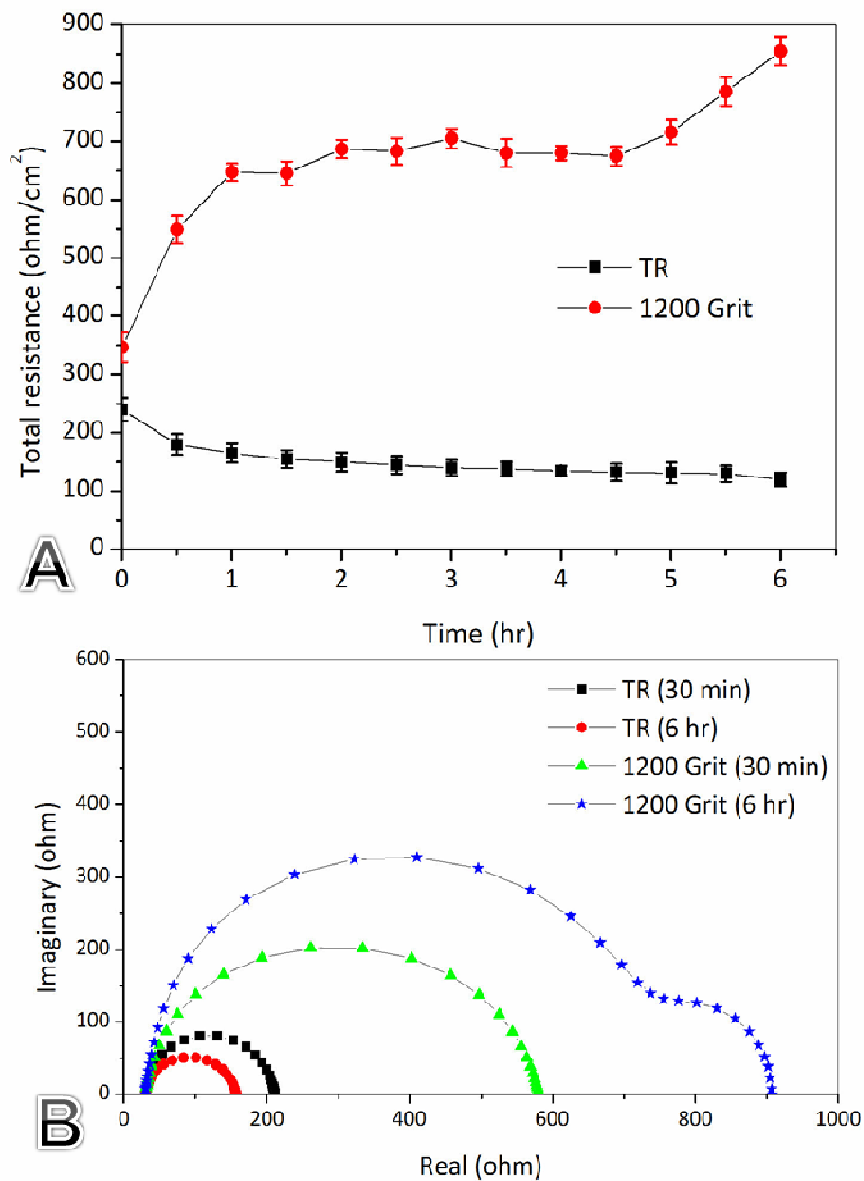 900
800
700
600
500
400
300
200
100
0
Total resistance (ohm/cm²)
TR
1200 Grit
0 1 2 3 4 5 6
Time (hr)
A
600
500
400
300
200
100
0
Imaginary (ohm)
TR (30 min)
TR (6 hr)
1200 Grit (30 min)
1200 Grit (6 hr)
0 200 400 600 800 1000
Real (ohm)
B